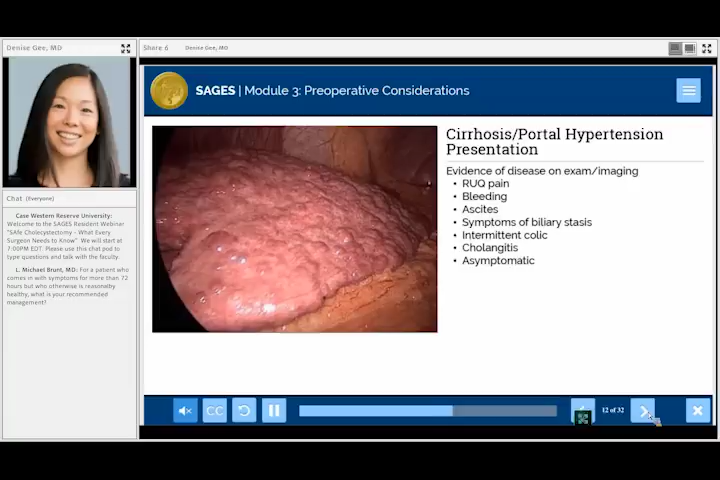 Denise Gee, MD
Share 6
Denise Gee, MD
SAGES | Module 3: Preoperative Considerations
Cirrhosis/Portal Hypertension
Presentation
Evidence of disease on exam/imaging
• RUQ pain
• Bleeding
• Ascites
• Symptoms of biliary stasis
• Intermittent colic
• Cholangitis
• Asymptomatic
Chat (Everyone)
Case Western Reserve University:
Welcome to the SAGES Resident Webinar
"SAfe Cholecystectomy - What Every
Surgeon Needs to Know" We will start at
7:00PM EDT. Please use this chat pod to
type questions and talk with the faculty.
L. Michael Brunt, MD: For a patient who
comes in with symptoms for more than 72
hours but who otherwise is reasonably
healthy, what is your recommended
management?
CC
12 of 32